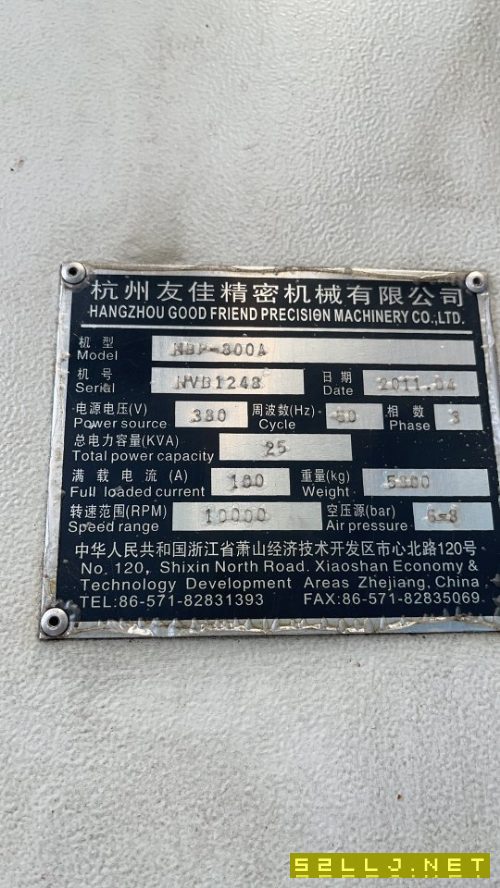 杭州友佳精密机械有限公司
HANGZHOU GOOD FRIEND PRECISION MACHINERY CO.,LTD.
机型 Model
机号 Serial NVB1248 日期 Date 2011.04
电源电压(V) Power source 380 周波数(Hz) Cycle 50 相数 Phase 3
总电力容量(KVA) Total power capacity 25
满载电流(A) Full loaded current 100 重量(kg) Weight
转速范围(RPM) Speed range 10000 空压源(bar) Air pressure 6-8
中华人民共和国浙江省萧山经济技术开发区市心北路120号
No. 120, Shixin North Road. Xiaoshan Economy &
Technology Development Areas Zhejiang, China
TEL:86-571-82831393 FAX:86-571-82835069
52LLJ.NET